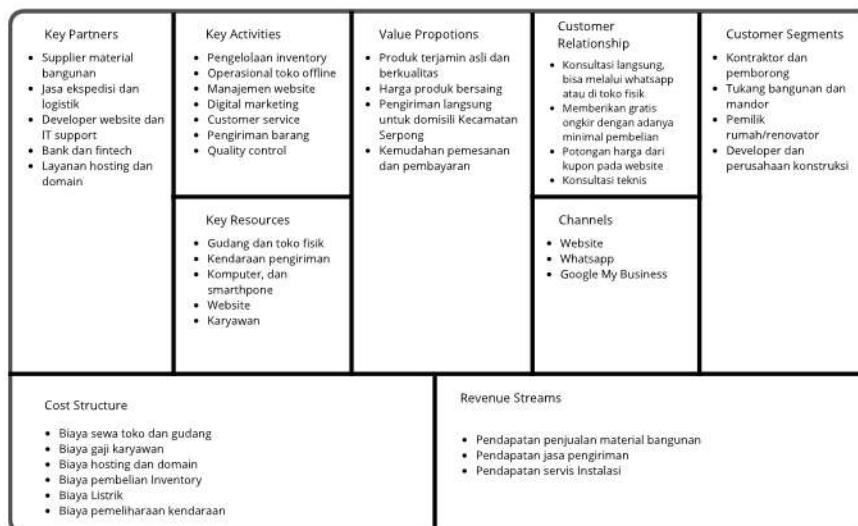 Key Partners
• Supplier material
bangunan
• Jasa ekspedisi dan
logistik
• Developer website dan
IT support
• Bank dan fintech
• Layanan hosting dan
domain
Key Activities
• Pengelolaan inventory
• Operasional toko offline
• Manajemen website
• Digital marketing
• Customer service
• Pengiriman barang
• Quality control
Key Resources
• Gudang dan toko fisik
• Kendaraan pengiriman
• Komputer, dan
smarthpone
• Website
• Karyawan
Value Propotions
• Produk terjamin asli dan
berkualitas
• Harga produk bersaing
• Pengiriman langsung
untuk domisili Kecamatan
Serpong
• Kemudahan pemesanan
dan pembayaran
Customer
Relationship
• Konsultasi langsung,
bisa melalui whatsapp
atau di toko fisik
• Memberikan gratis
ongkir dengan adanya
minimal pembelian
• Potongan harga dari
kupon pada website
• Konsultasi teknis
Channels
• Website
• Whatsapp
• Google My Business
Customer Segments
• Kontraktor dan
pemborong
• Tukang bangunan dan
mandor
• Pemilik
rumah/renovator
• Developer dan
perusahaan konstruksi
Cost Structure
• Biaya sewa toko dan gudang
• Biaya gaji karyawan
• Biaya hosting dan domain
• Biaya pembelian Inventory
• Biaya Listrik
• Biaya pemeliharaan kendaraan
Revenue Streams
• Pendapatan penjualan material bangunan
• Pendapatan jasa pengiriman
• Pendapatan servis Instalasi